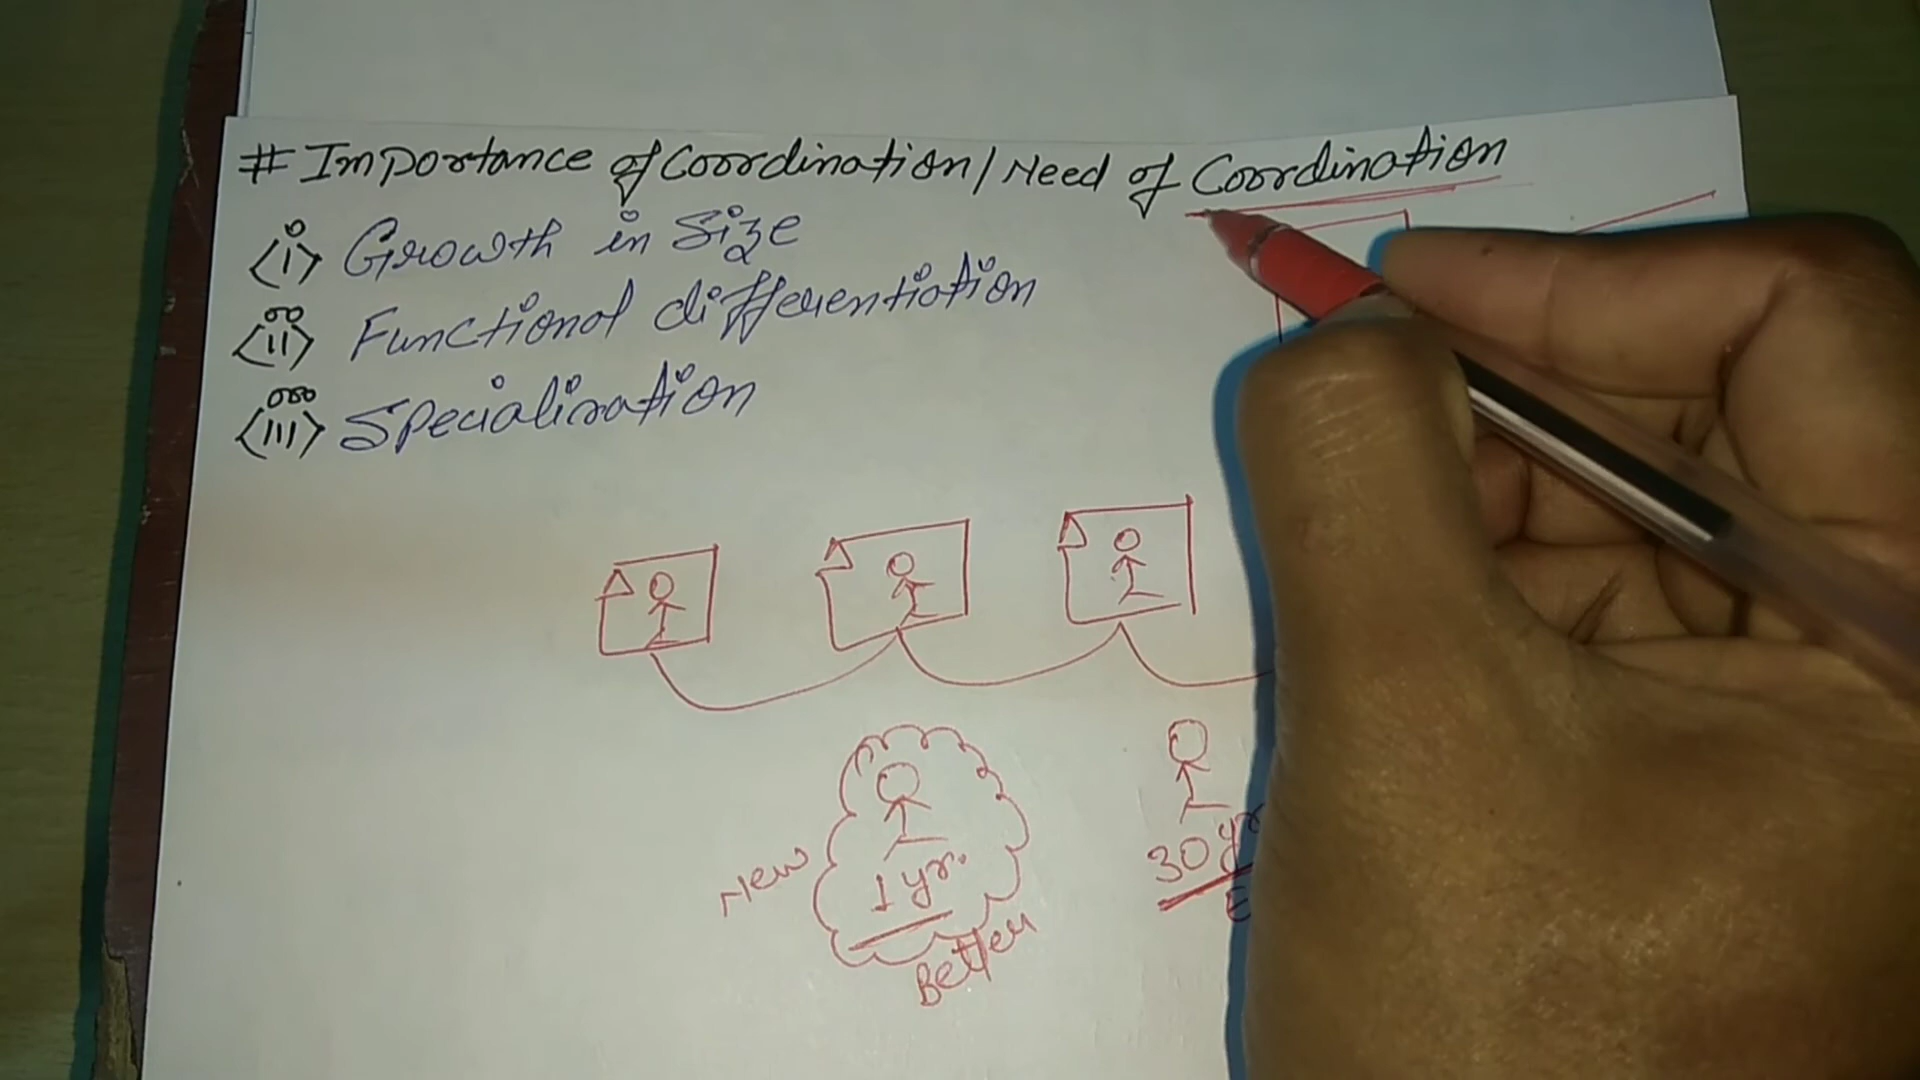 # Importance of Coordination / Need of Coordination
(i) Growth in Size
(ii) Functional differentiation
(iii) Specialisation
New
1 yr.
Better
30 yr
E